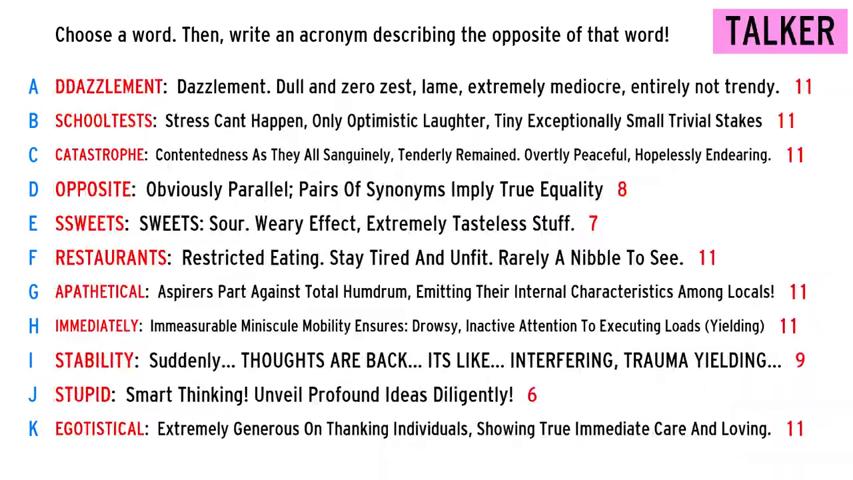 Choose a word. Then, write an acronym describing the opposite of that word! TALKER
A DDAZZLEMENT: Dazzlement. Dull and zero zest, lame, extremely mediocre, entirely not trendy. 11
B SCHOOLTESTS: Stress Cant Happen, Only Optimistic Laughter, Tiny Exceptionally Small Trivial Stakes 11
C CATASTROPHE: Contentedness As They All Sanguinely, Tenderly Remained. Overtly Peaceful, Hopelessly Endearing. 11
D OPPOSITE: Obviously Parallel; Pairs Of Synonyms Imply True Equality 8
E SSWEETS: SWEETS: Sour. Weary Effect, Extremely Tasteless Stuff. 7
F RESTAURANTS: Restricted Eating. Stay Tired And Unfit. Rarely A Nibble To See. 11
G APATHETICAL: Aspirers Part Against Total Humdrum, Emitting Their Internal Characteristics Among Locals! 11
H IMMEDIATELY: Immeasurable Miniscule Mobility Ensures: Drowsy, Inactive Attention To Executing Loads (Yielding) 11
I STABILITY: Suddenly... THOUGHTS ARE BACK... ITS LIKE... INTERFERING, TRAUMA YIELDING... 9
J STUPID: Smart Thinking! Unveil Profound Ideas Diligently! 6
K EGOTISTICAL: Extremely Generous On Thanking Individuals, Showing True Immediate Care And Loving. 11